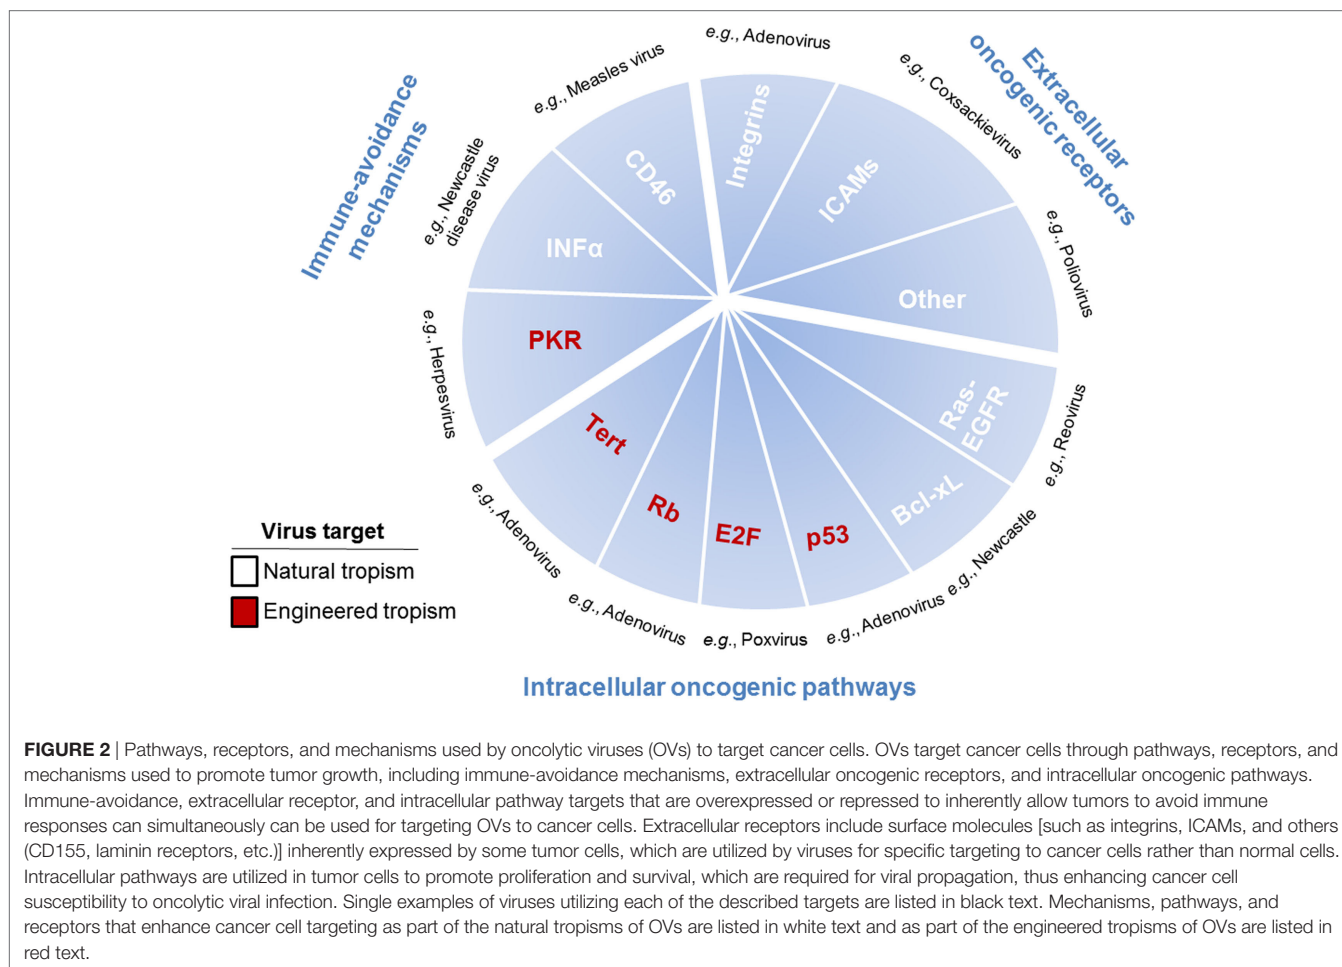 e.g., Adenovirus
e.g., Measles virus
e.g., Coxsackievirus
Extracellular
oncogenic receptors
Immune-avoidance
mechanisms
e.g., Newcastle
disease virus
Integrins
CD46
ICAMs
INFα
Other
e.g., Poliovirus
PKR
e.g., Herpesvirus
Ras-
EGFR
e.g., Reovirus
Tert
Rb
E2F
p53
Bcl-xL
e.g., Adenovirus
e.g., Adenovirus
e.g., Poxvirus
e.g., Adenovirus
e.g., Newcastle
Virus target
Natural tropism
Engineered tropism
Intracellular oncogenic pathways
FIGURE 2 | Pathways, receptors, and mechanisms used by oncolytic viruses (OVs) to target cancer cells. OVs target cancer cells through pathways, receptors, and
mechanisms used to promote tumor growth, including immune-avoidance mechanisms, extracellular oncogenic receptors, and intracellular oncogenic pathways.
Immune-avoidance, extracellular receptor, and intracellular pathway targets that are overexpressed or repressed to inherently allow tumors to avoid immune
responses can simultaneously can be used for targeting OVs to cancer cells. Extracellular receptors include surface molecules [such as integrins, ICAMs, and others
(CD155, laminin receptors, etc.)] inherently expressed by some tumor cells, which are utilized by viruses for specific targeting to cancer cells rather than normal cells.
Intracellular pathways are utilized in tumor cells to promote proliferation and survival, which are required for viral propagation, thus enhancing cancer cell
susceptibility to oncolytic viral infection. Single examples of viruses utilizing each of the described targets are listed in black text. Mechanisms, pathways, and
receptors that enhance cancer cell targeting as part of the natural tropisms of OVs are listed in white text and as part of the engineered tropisms of OVs are listed in
red text.